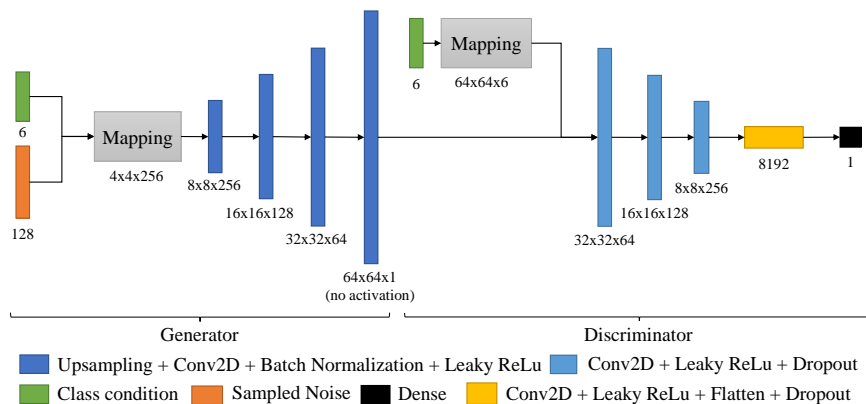 6
Mapping
64x64x6
6
128
Mapping
4x4x256
8x8x256
16x16x128
32x32x64
64x64x1
(no activation)
32x32x64
16x16x128
8x8x256
8192
1
Generator
Discriminator
Upsampling + Conv2D + Batch Normalization + Leaky ReLu
Conv2D + Leaky ReLu + Dropout
Class condition
Sampled Noise
Dense
Conv2D + Leaky ReLu + Flatten + Dropout